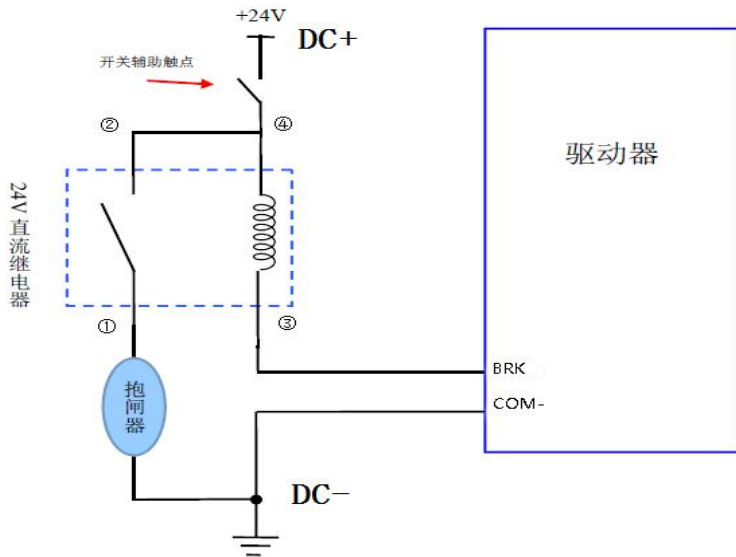 +24V
DC+
开关辅助触点
②
④
驱动器
24V 直流继电器
①
③
BRK
COM-
抱闸器
DC-